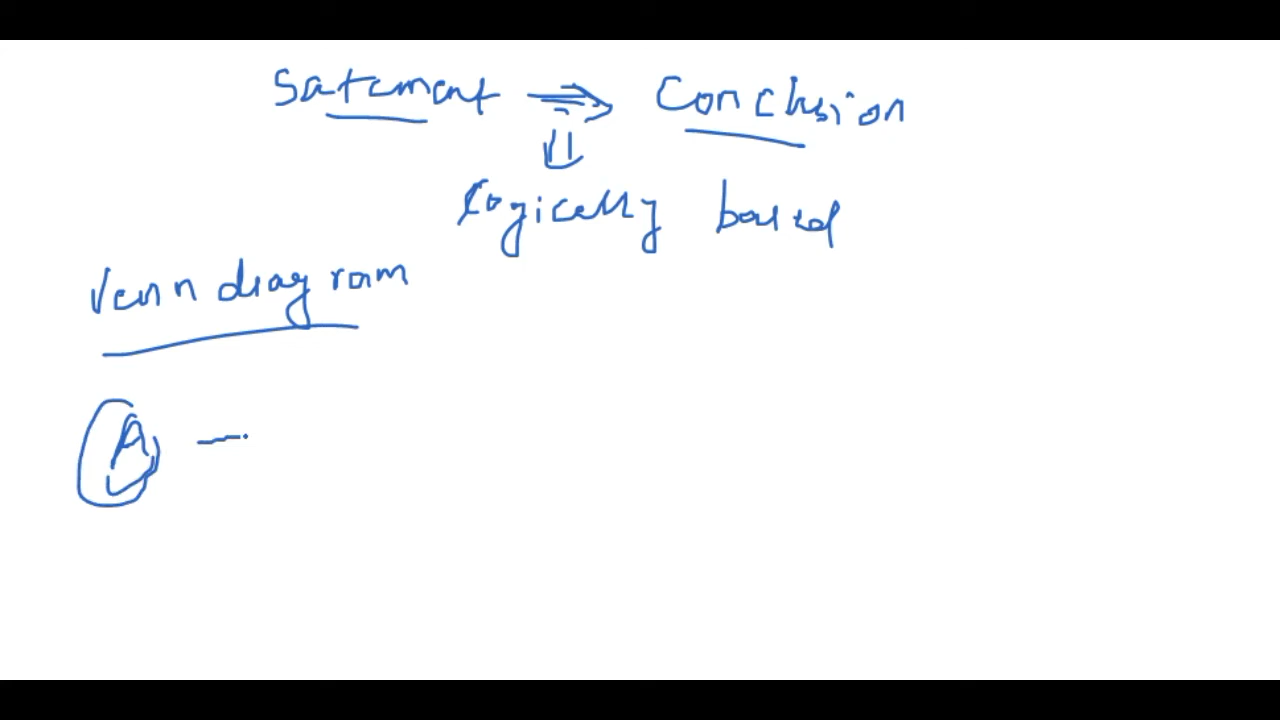 Satement ⇒ Conclusion
logically based
Venn diagram
A —